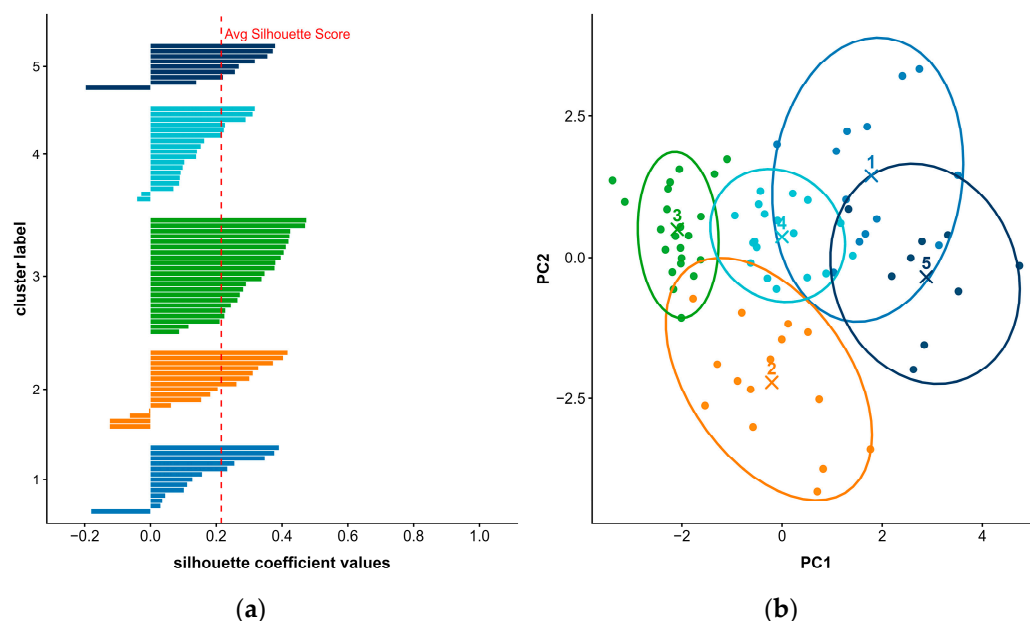 Avg Silhouette Score
5
4
3
2
1
cluster label
−0.2 0.0 0.2 0.4 0.6 0.8 1.0
silhouette coefficient values
(a)
2.5
0.0
−2.5
PC2
1
3
4
5
2
−2 0 2 4
PC1
(b)